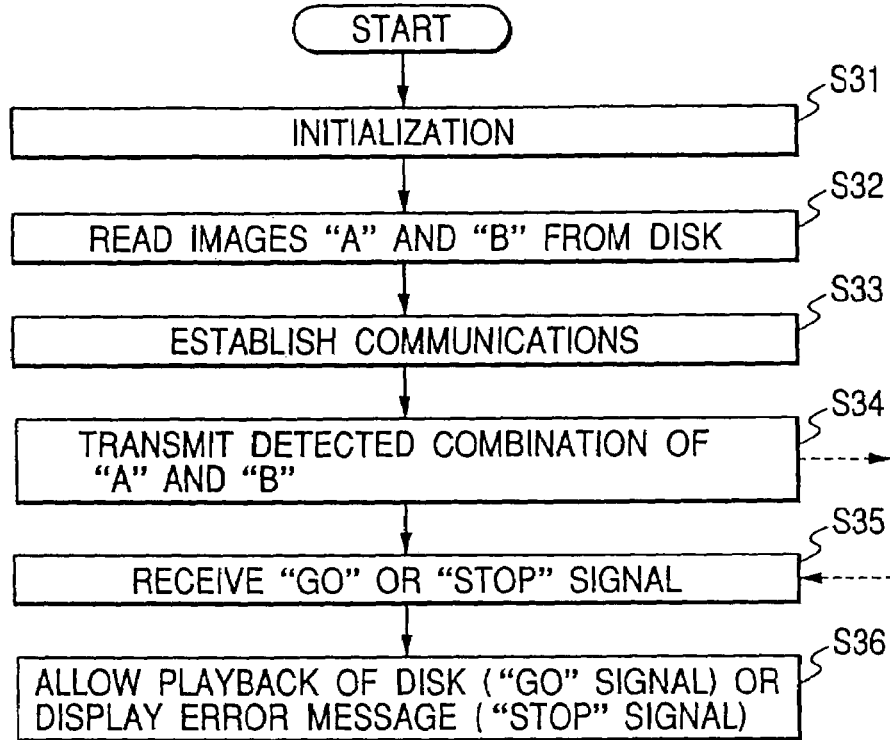 START
S31
INITIALIZATION
S32
READ IMAGES “A” AND “B” FROM DISK
S33
ESTABLISH COMMUNICATIONS
S34
TRANSMIT DETECTED COMBINATION OF
“A” AND “B”
S35
RECEIVE “GO” OR “STOP” SIGNAL
S36
ALLOW PLAYBACK OF DISK (“GO” SIGNAL) OR
DISPLAY ERROR MESSAGE (“STOP” SIGNAL)